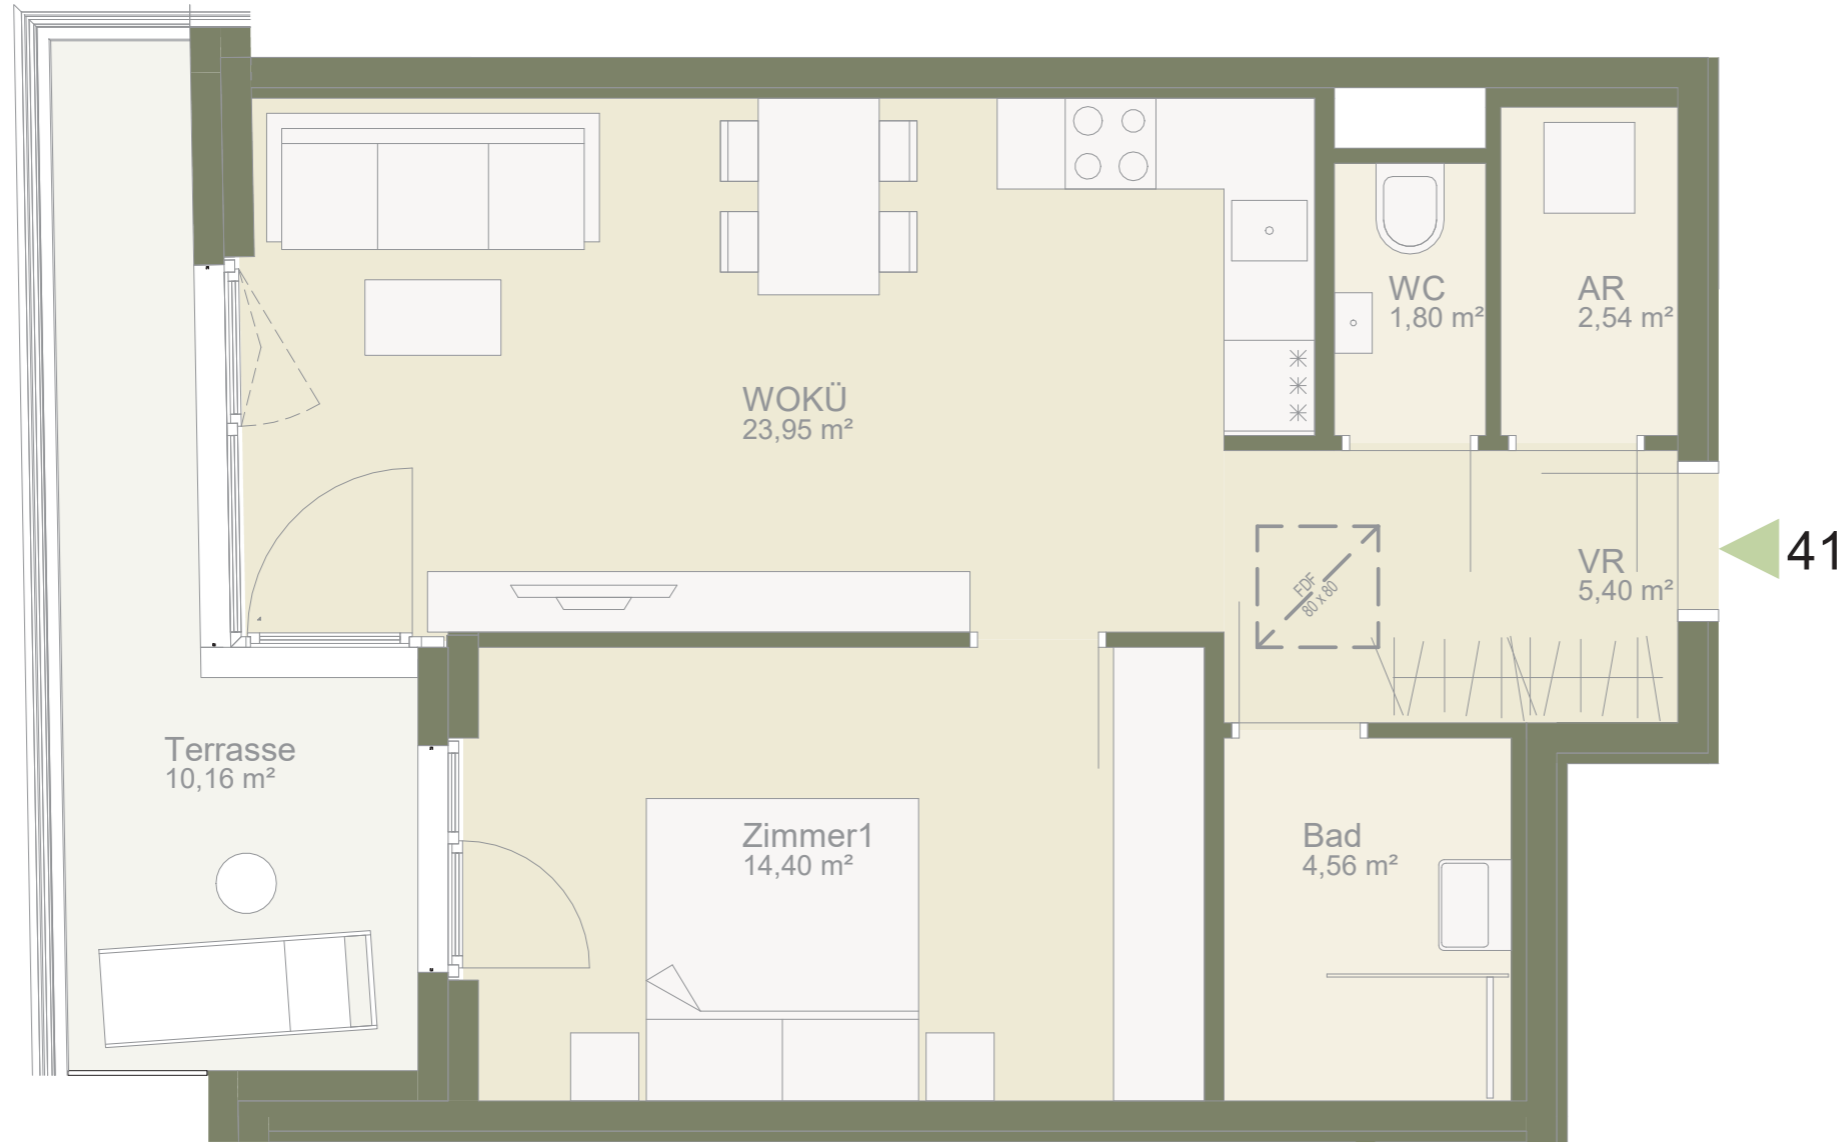 WC
1,80 m²
AR
2,54 m²
WOKÜ
23,95 m²
41
VR
5,40 m²
FDF
80 x 80
Terrasse
10,16 m²
Zimmer1
14,40 m²
Bad
4,56 m²